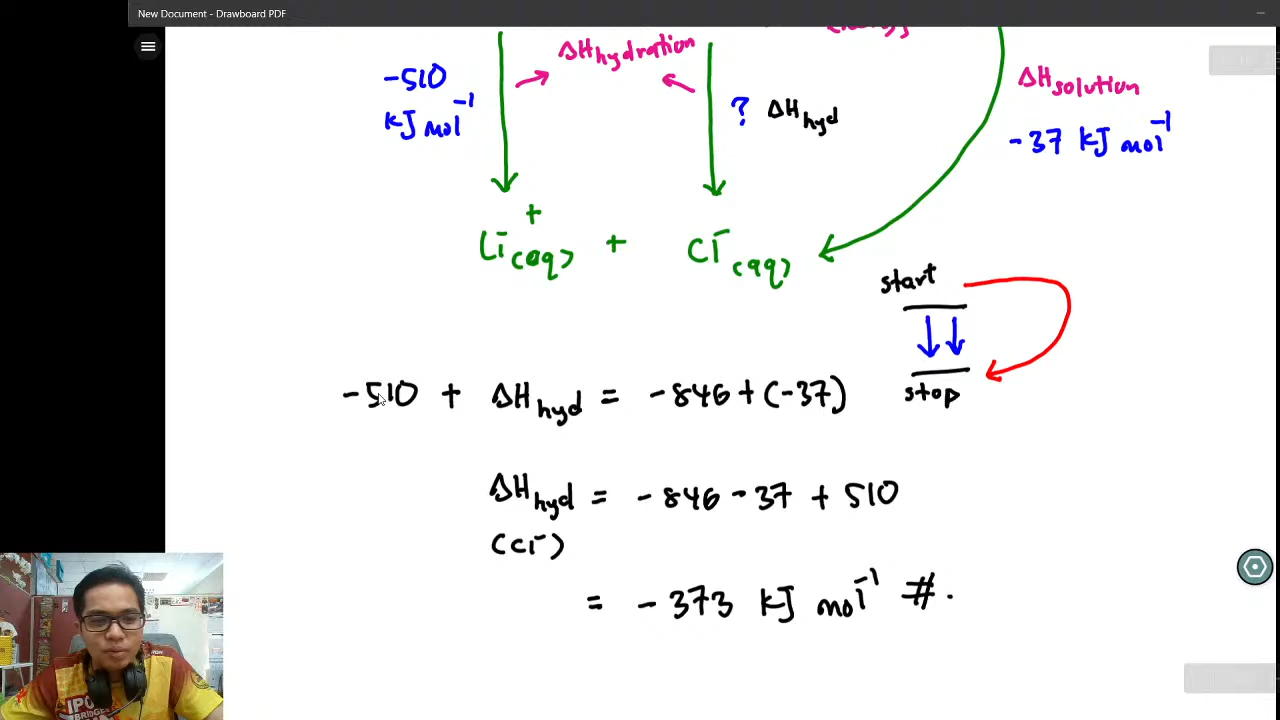 New Document - Drawboard PDF
ΔHhydration
-510
kJ mol⁻¹
? ΔHhyd
ΔHsolution
-37 kJ mol⁻¹
Li⁺(aq) + Cl⁻(aq)
start
stop
-510 + ΔHhyd = -846 + (-37)
ΔHhyd = -846 - 37 + 510
(Cl⁻)
= -373 kJ mol⁻¹ #.